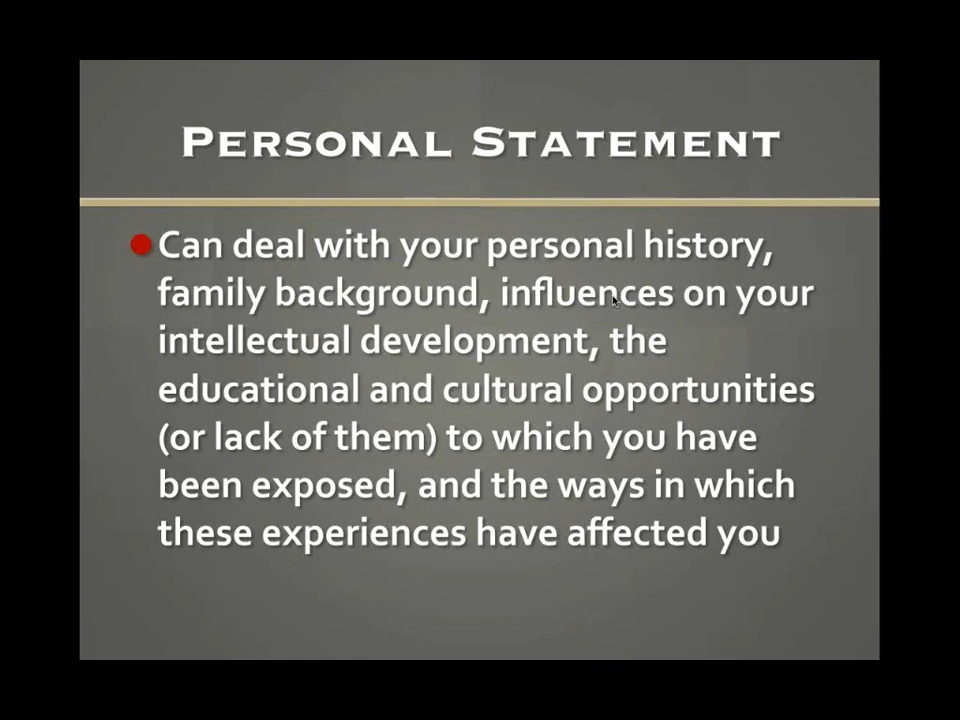 Personal Statement
Can deal with your personal history,
family background, influences on your
intellectual development, the
educational and cultural opportunities
(or lack of them) to which you have
been exposed, and the ways in which
these experiences have affected you